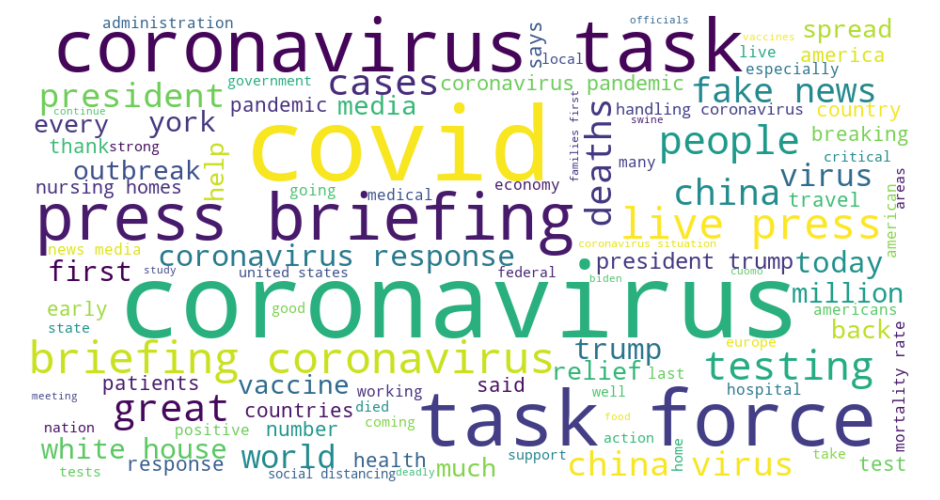 administration
officials
coronavirus task
says
vaccines
spread
local
live
america
especially
cases
coronavirus pandemic
government
fake news
president
pandemic
media
families first
handling coronavirus
country
continue
every
york
covid
deaths
swine
people
breaking
thank
strong
help
many
critical
outbreak
virus
areas
nursing homes
going
medical
economy
china
travel
american
press briefing
live press
news media
coronavirus response
coronavirus situation
president trump
today
first
study
united states
federal
biden
cuomo
coronavirus
million
good
early
americans
state
back
mortality rate
briefing coronavirus
trump
europe
testing
relief
last
patients
vaccine
working
said
well
hospital
meeting
great
countries
died
task force
food
nation
positive
number
coming
action
home
white house
world
health
support
china virus
take
tests
response
social distancing
deadly
much
test